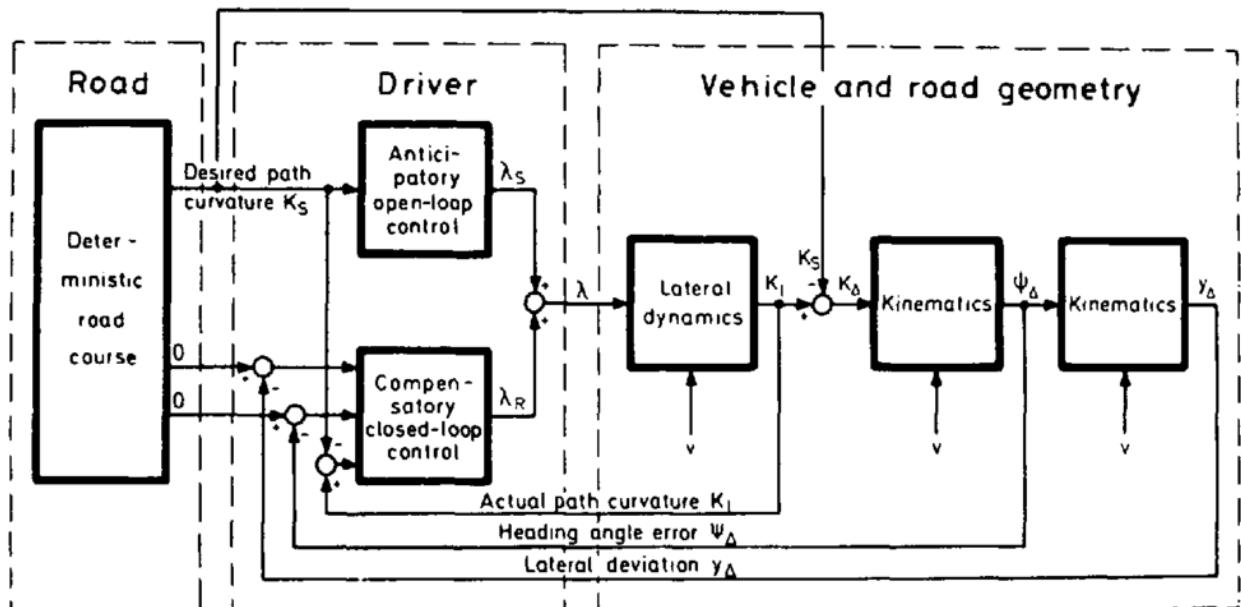 Road
Driver
Vehicle and road geometry
Deter-
ministic
road
course
Desired path
curvature K_S
0
0
Antici-
patory
open-loop
control
λ_S
Compen-
satory
closed-loop
control
λ_R
+
+
+
-
+
-
-
+
λ
Lateral
dynamics
v
K_I
K_S
-
+
K_Δ
Kinematics
v
ψ_Δ
Kinematics
v
y_Δ
Actual path curvature K_I
Heading angle error Ψ_Δ
Lateral deviation y_Δ